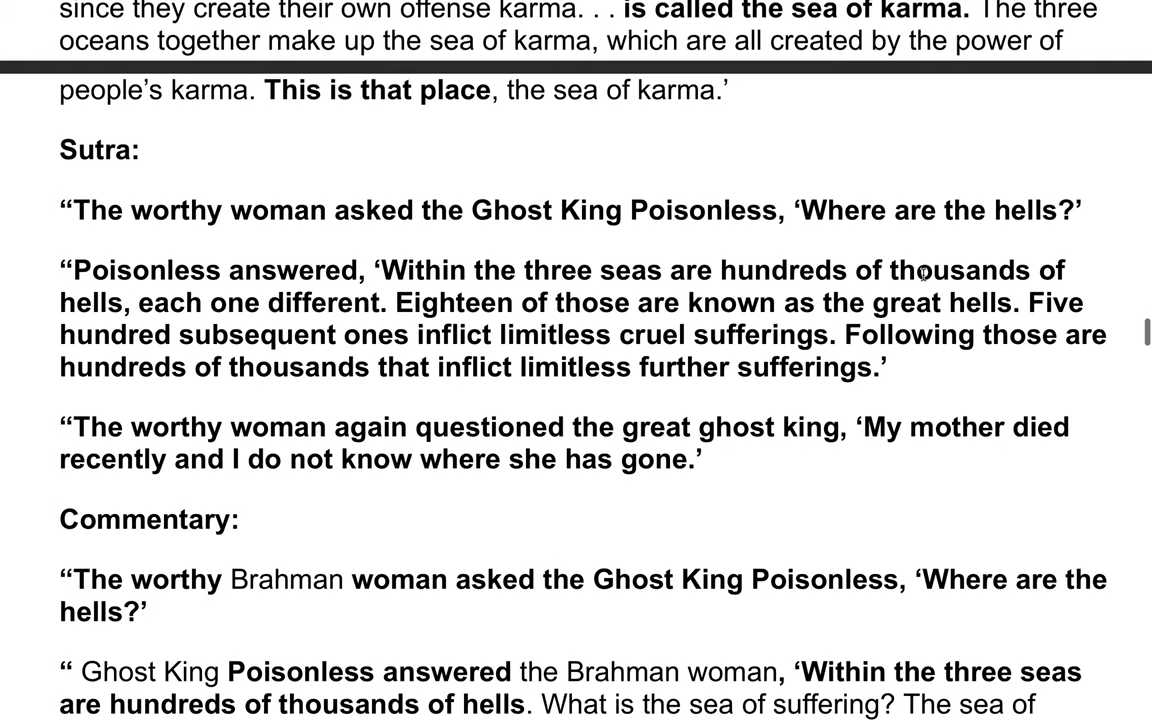 since they create their own offense karma. . . is called the sea of karma. The three
oceans together make up the sea of karma, which are all created by the power of
people’s karma. This is that place, the sea of karma.’
Sutra:
“The worthy woman asked the Ghost King Poisonless, ‘Where are the hells?’
“Poisonless answered, ‘Within the three seas are hundreds of thousands of
hells, each one different. Eighteen of those are known as the great hells. Five
hundred subsequent ones inflict limitless cruel sufferings. Following those are
hundreds of thousands that inflict limitless further sufferings.’
“The worthy woman again questioned the great ghost king, ‘My mother died
recently and I do not know where she has gone.’
Commentary:
“The worthy Brahman woman asked the Ghost King Poisonless, ‘Where are the
hells?’
“ Ghost King Poisonless answered the Brahman woman, ‘Within the three seas
are hundreds of thousands of hells. What is the sea of suffering? The sea of